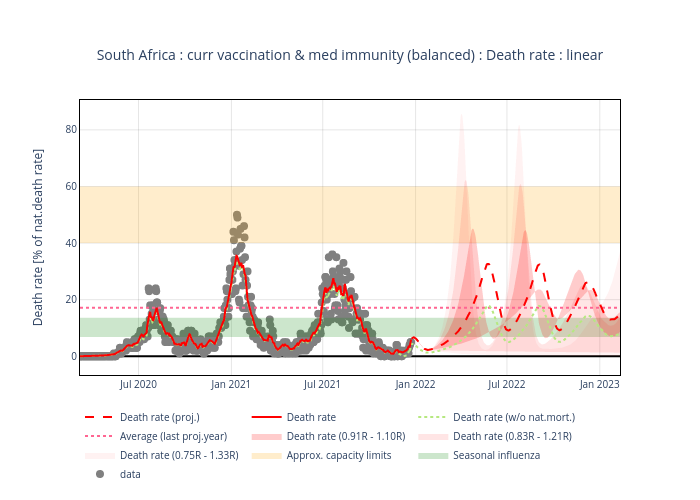 South Africa : curr vaccination & med immunity (balanced) : Death rate : linear
Death rate [% of nat.death rate]
80
60
40
20
0
Jul 2020
Jan 2021
Jul 2021
Jan 2022
Jul 2022
Jan 2023
Death rate (proj.)
Death rate
Death rate (w/o nat.mort.)
Average (last proj.year)
Death rate (0.91R - 1.10R)
Death rate (0.83R - 1.21R)
Death rate (0.75R - 1.33R)
Approx. capacity limits
Seasonal influenza
data